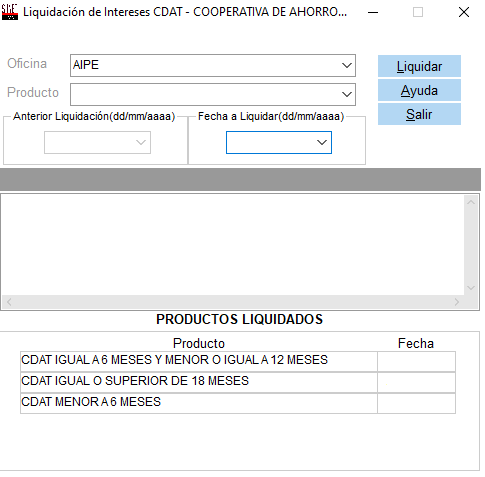 Liquidación de Intereses CDAT - COOPERATIVA DE AHORRO...
Oficina AIPE Liquidar
Producto Ayuda
Anterior Liquidación(dd/mm/aaaa) Fecha a Liquidar(dd/mm/aaaa) Salir
PRODUCTOS LIQUIDADOS
Producto Fecha
CDAT IGUAL A 6 MESES Y MENOR O IGUAL A 12 MESES
CDAT IGUAL O SUPERIOR DE 18 MESES
CDAT MENOR A 6 MESES